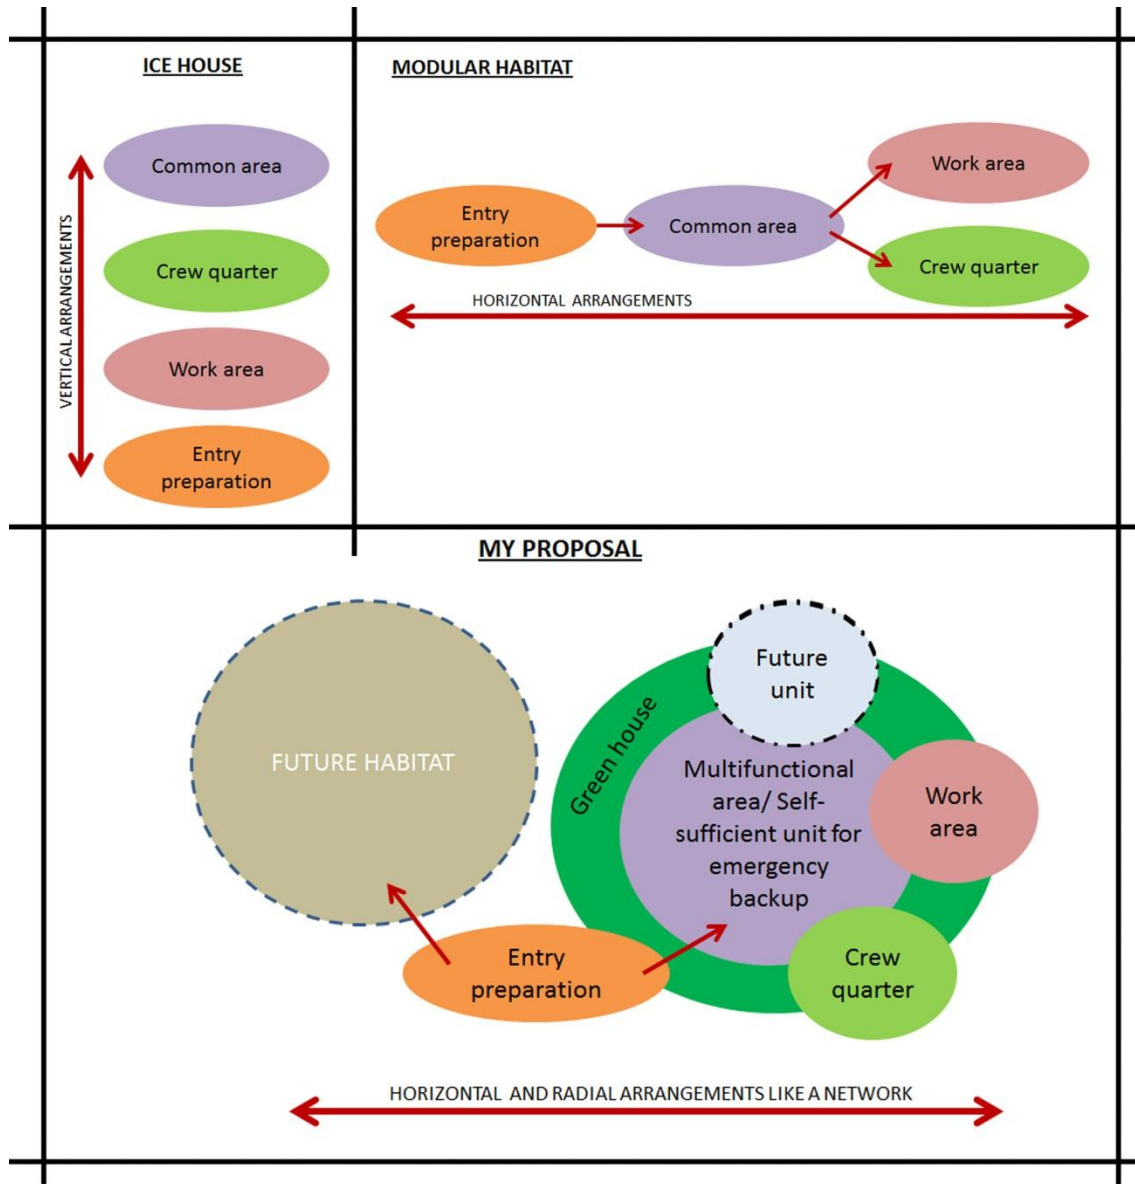 ICE HOUSE
Common area
Crew quarter
Work area
Entry
preparation
VERTICAL ARRANGEMENTS
MODULAR HABITAT
Entry
preparation
Common area
Work area
Crew quarter
HORIZONTAL ARRANGEMENTS
MY PROPOSAL
FUTURE HABITAT
Future
unit
Green house
Multifunctional
area/ Self-
sufficient unit for
emergency
backup
Work
area
Crew
quarter
Entry
preparation
HORIZONTAL AND RADIAL ARRANGEMENTS LIKE A NETWORK